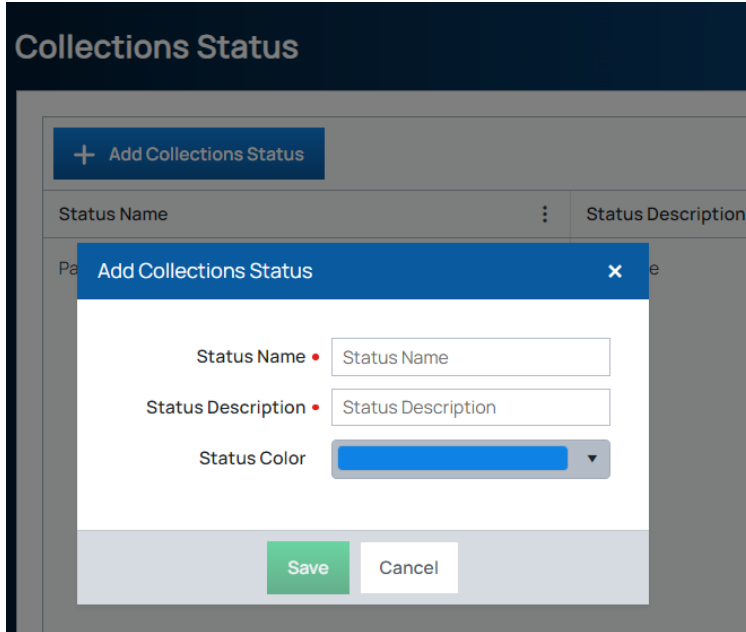 Collections Status
Add Collections Status
Status Name
Status Description
Add Collections Status
Status Name
Status Name
Status Description
Status Description
Status Color
Save
Cancel